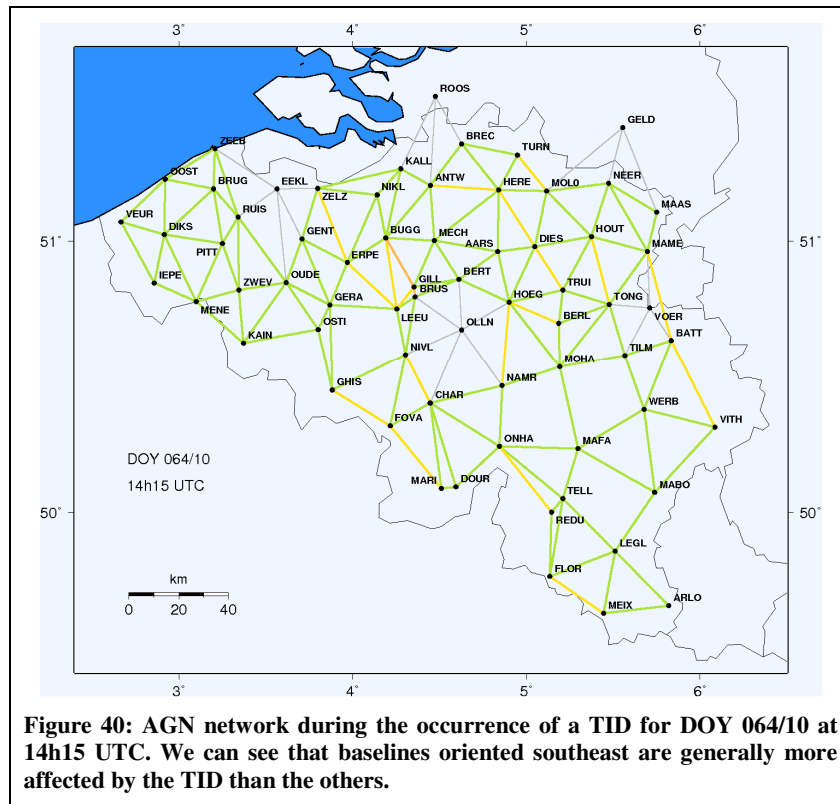 3° 4° 5° 6°
ROOS
GELD
BREC
ZEEB TURN
KALL
OOST ANTW NEER
BRUG EEKL NIKL HERE MOL0
ZELZ
RUIS MAAS
VEUR
DIKS GENT BUGG MECH HOUT
51° PITT AARS DIES MAME 51°
ERPE
IEPE ZWEV OUDE GILL BERT TRUI
BRUS
MENE GERA HOEG TONG
LEEU BERL VOER
KAIN OSTI OLLN BATT
NIVL MOHA TILM
GHIS NAMR
CHAR WERB
FOVA VITH
ONHA MAFA
DOY 064/10
MARI DOUR MABO
14h15 UTC TELL
50° REDU 50°
LEGL
FLOR
km
0 20 40 ARLO
MEIX
3° 4° 5° 6°
Figure 40: AGN network during the occurrence of a TID for DOY 064/10 at
14h15 UTC. We can see that baselines oriented southeast are generally more
affected by the TID than the others.